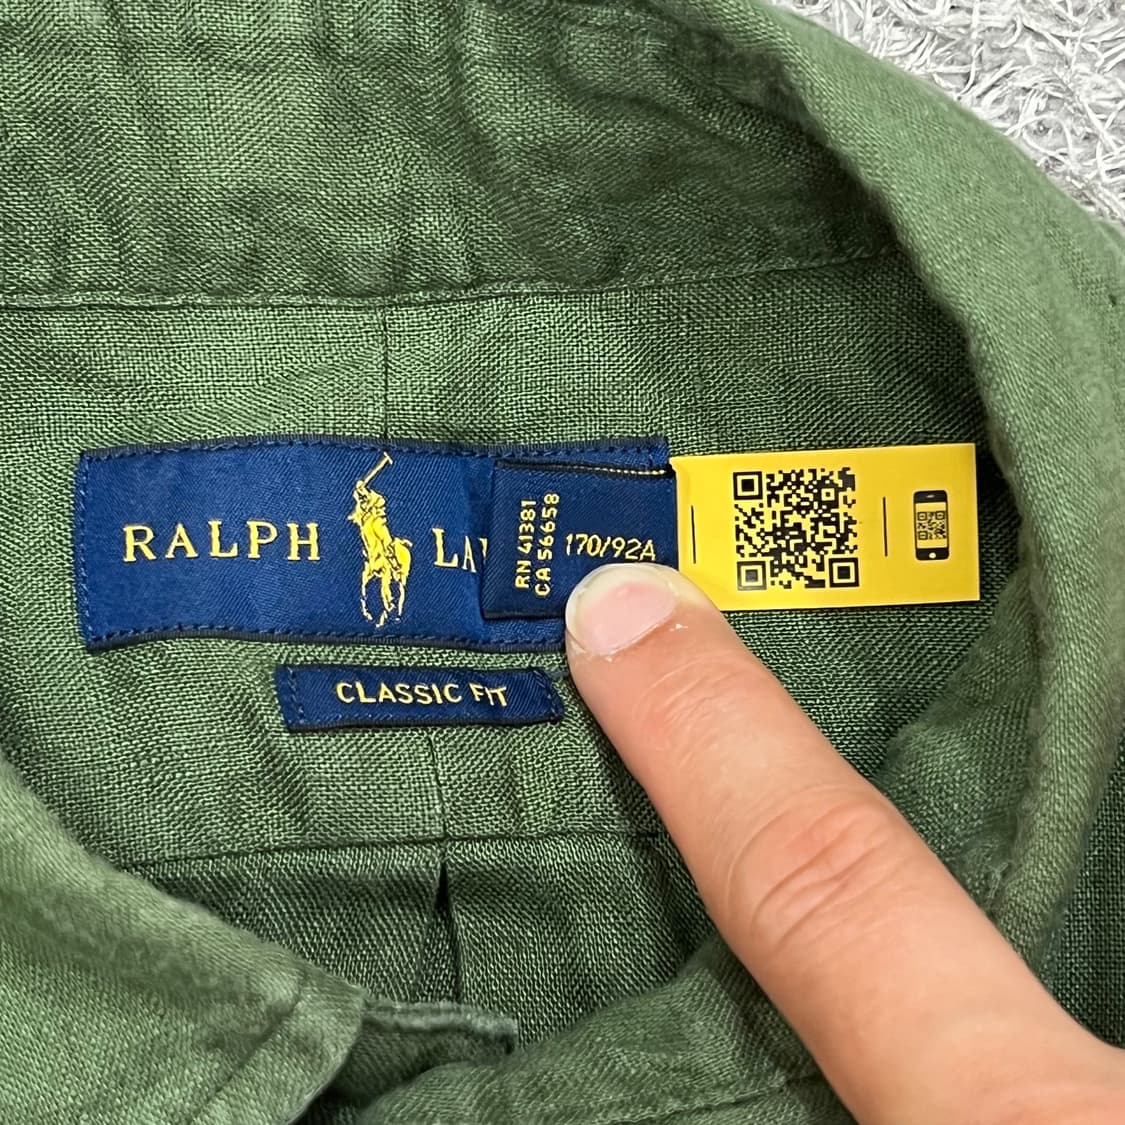 RALPH LA
RN 41381
CA 56658
170/92A
CLASSIC FIT